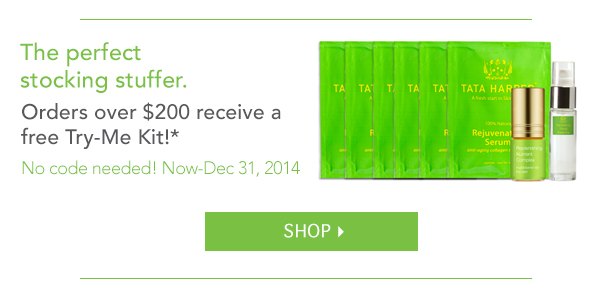 The perfect
stocking stuffer.
Orders over $200 receive a
free Try-Me Kit!*
No code needed! Now-Dec 31, 2014
TATA HARPER
Rejuvenating
Serum
SHOP